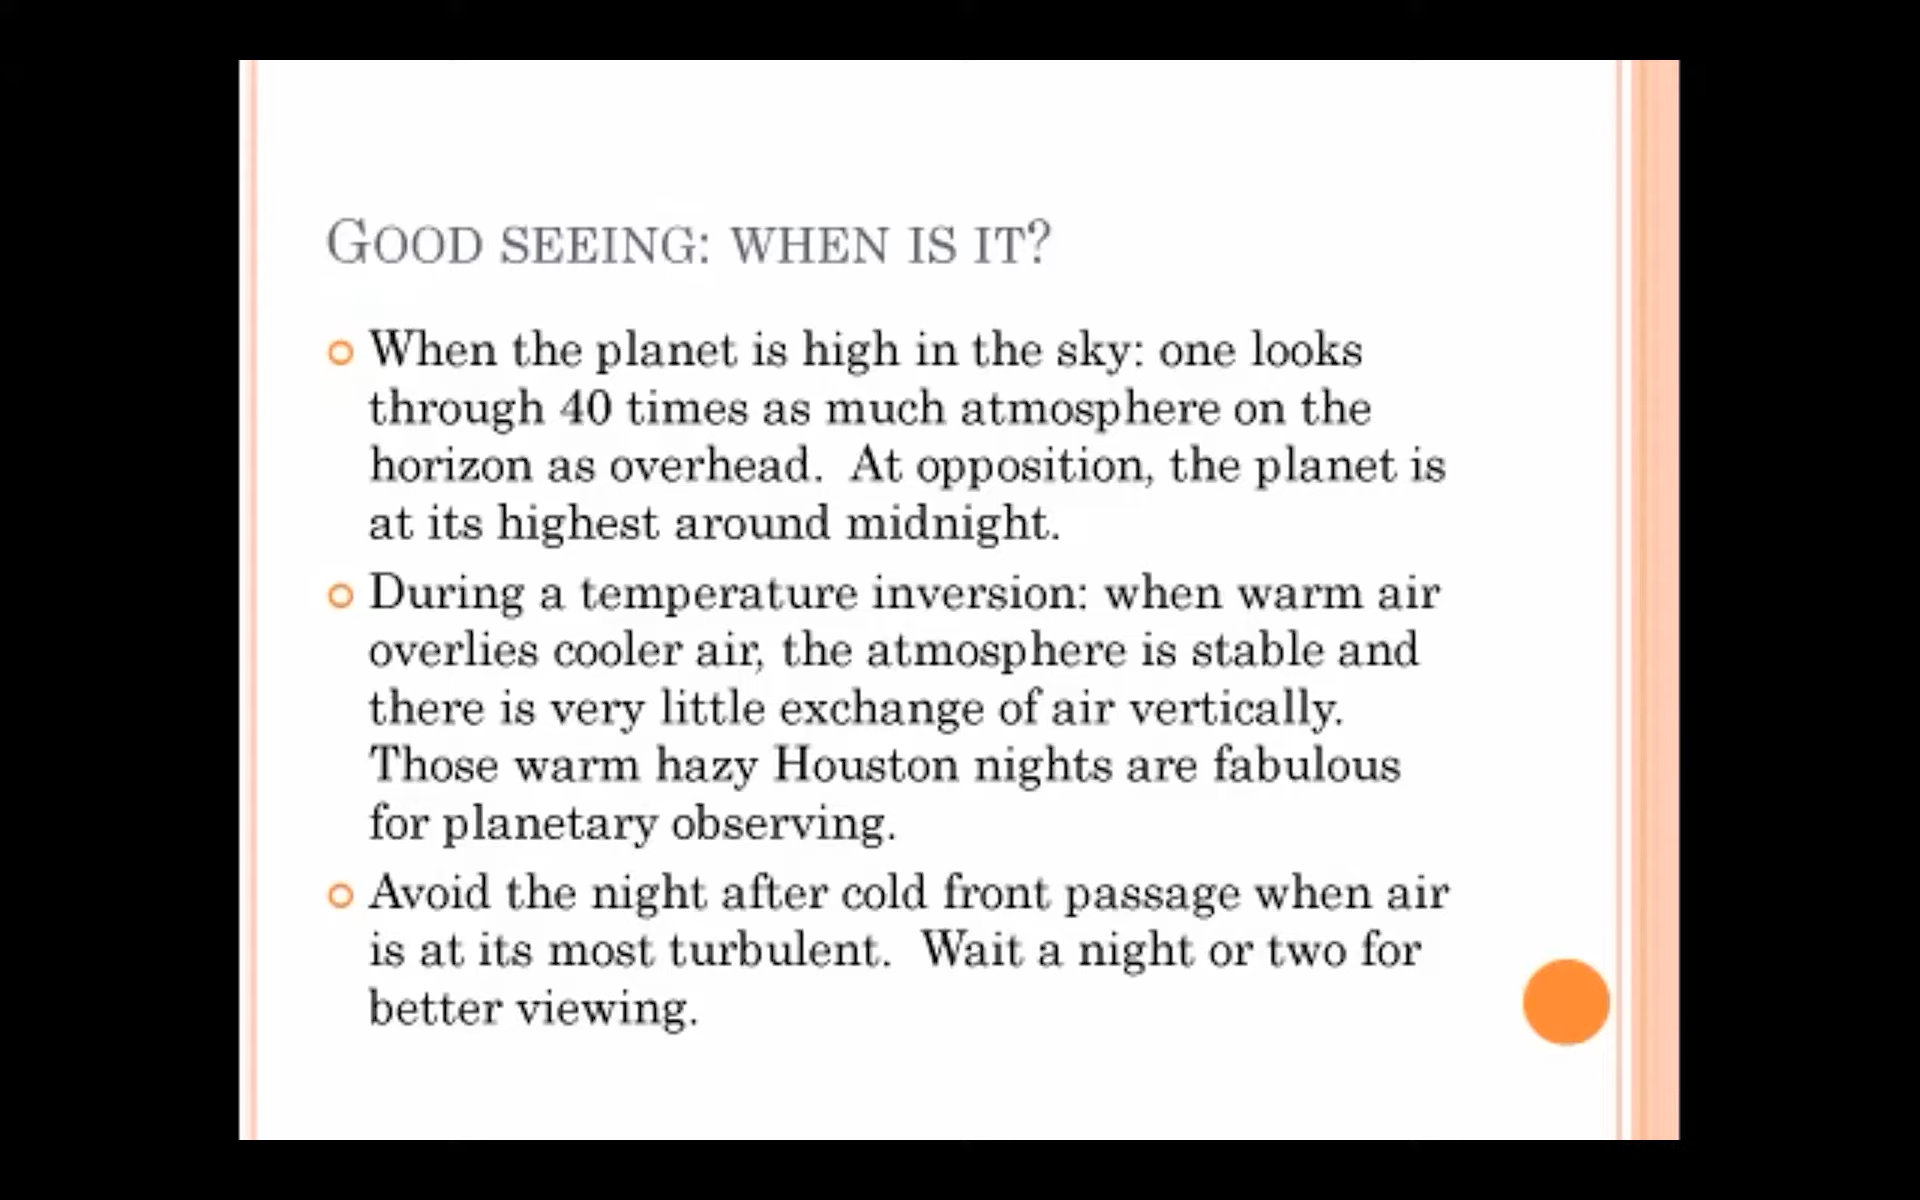 GOOD SEEING: WHEN IS IT?
When the planet is high in the sky: one looks
through 40 times as much atmosphere on the
horizon as overhead.  At opposition, the planet is
at its highest around midnight.
During a temperature inversion: when warm air
overlies cooler air, the atmosphere is stable and
there is very little exchange of air vertically.
Those warm hazy Houston nights are fabulous
for planetary observing.
Avoid the night after cold front passage when air
is at its most turbulent.  Wait a night or two for
better viewing.